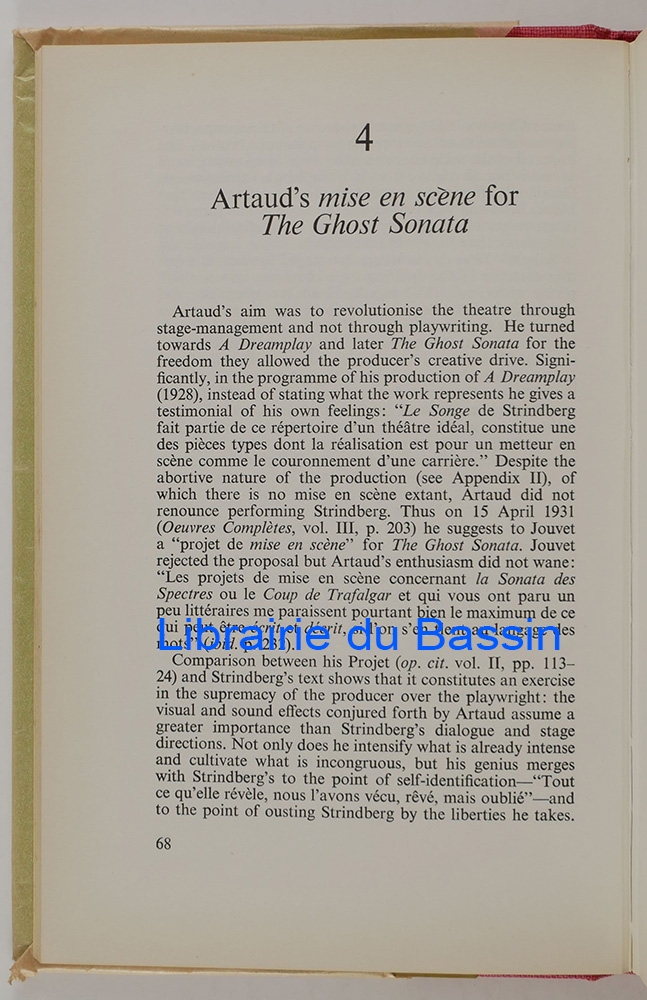 4
Artaud's mise en scène for
The Ghost Sonata
Artaud's aim was to revolutionise the theatre through
stage-management and not through playwriting. He turned
towards A Dreamplay and later The Ghost Sonata for the
freedom they allowed the producer's creative drive. Signi-
ficantly, in the programme of his production of A Dreamplay
(1928), instead of stating what the work represents he gives a
testimonial of his own feelings: “Le Songe de Strindberg
fait partie de ce répertoire d'un théâtre idéal, constitue une
des pièces types dont la réalisation est pour un metteur en
scène comme le couronnement d'une carrière.” Despite the
abortive nature of the production (see Appendix II), of
which there is no mise en scène extant, Artaud did not
renounce performing Strindberg. Thus on 15 April 1931
(Oeuvres Complètes, vol. III, p. 203) he suggests to Jouvet
a “projet de mise en scène” for The Ghost Sonata. Jouvet
rejected the proposal but Artaud's enthusiasm did not wane:
“Les projets de mise en scène concernant la Sonata des
Spectres ou le Coup de Trafalgar et qui vous ont paru un
peu littéraires me paraissent pourtant bien le maximum de ce
qui peut être écrit et décrit, si l'on s'en tient au langage des
mots” (ibid. p.
Librairie du Bassin
Comparison between his Projet (op. cit. vol. II, pp. 113–
24) and Strindberg's text shows that it constitutes an exercise
in the supremacy of the producer over the playwright: the
visual and sound effects conjured forth by Artaud assume a
greater importance than Strindberg's dialogue and stage
directions. Not only does he intensify what is already intense
and cultivate what is incongruous, but his genius merges
with Strindberg's to the point of self-identification—“Tout
ce qu'elle révèle, nous l'avons vécu, rêvé, mais oublié”—and
to the point of ousting Strindberg by the liberties he takes.
68